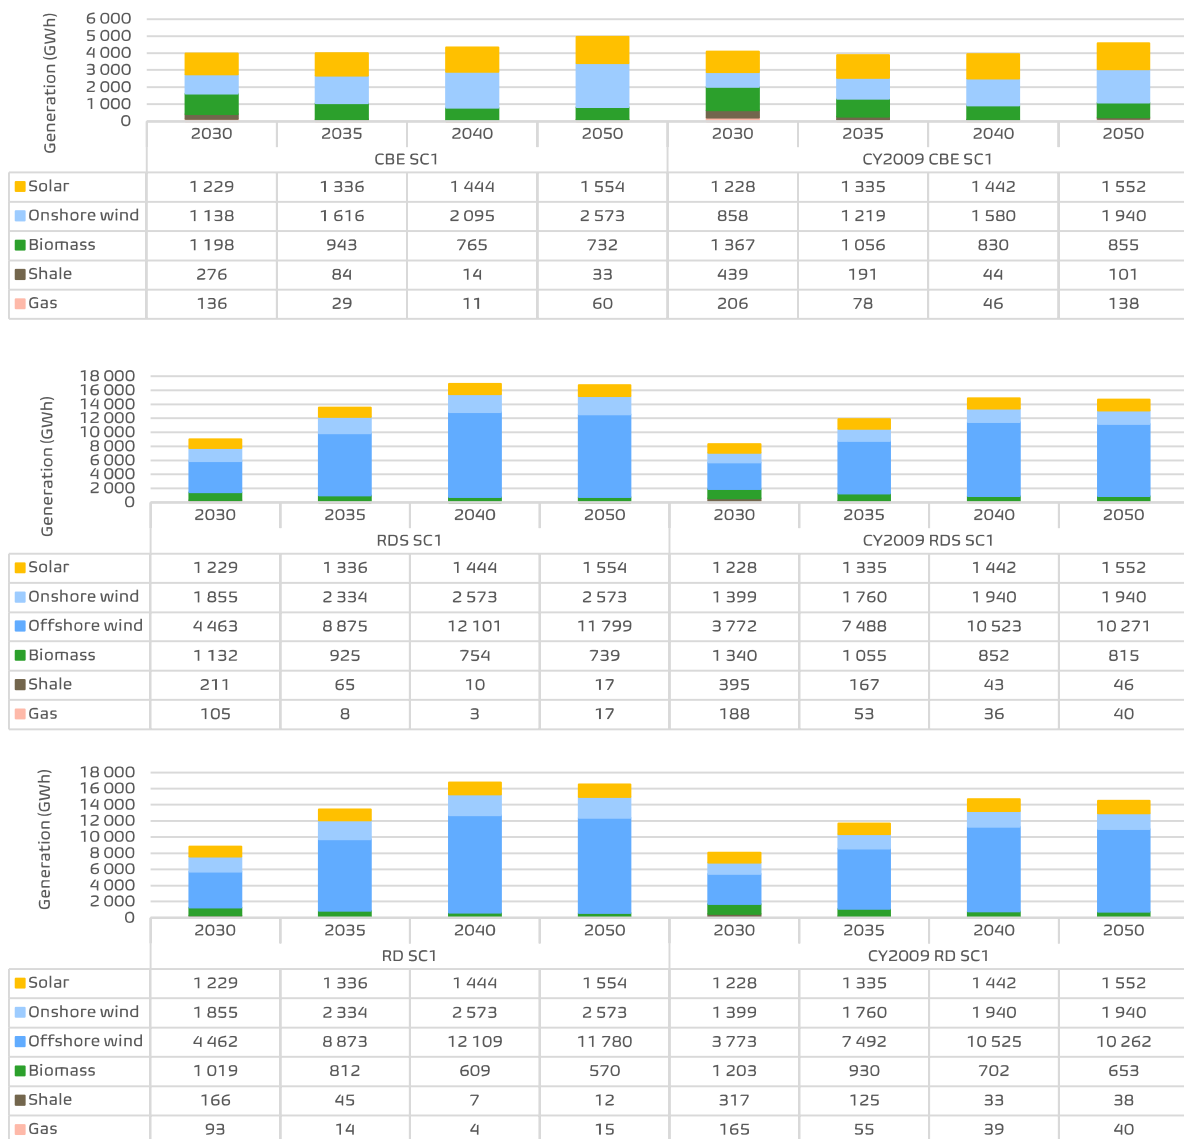 Generation (GWh)
6 000
5 000
4 000
3 000
2 000
1 000
0
2030 2035 2040 2050 2030 2035 2040 2050
CBE SC1 CY2009 CBE SC1
Solar 1 229 1 336 1 444 1 554 1 228 1 335 1 442 1 552
Onshore wind 1 138 1 616 2 095 2 573 858 1 219 1 580 1 940
Biomass 1 198 943 765 732 1 367 1 056 830 855
Shale 276 84 14 33 439 191 44 101
Gas 136 29 11 60 206 78 46 138
Generation (GWh)
18 000
16 000
14 000
12 000
10 000
8 000
6 000
4 000
2 000
0
2030 2035 2040 2050 2030 2035 2040 2050
RDS SC1 CY2009 RDS SC1
Solar 1 229 1 336 1 444 1 554 1 228 1 335 1 442 1 552
Onshore wind 1 855 2 334 2 573 2 573 1 399 1 760 1 940 1 940
Offshore wind 4 463 8 875 12 101 11 799 3 772 7 488 10 523 10 271
Biomass 1 132 925 754 739 1 340 1 055 852 815
Shale 211 65 10 17 395 167 43 46
Gas 105 8 3 17 188 53 36 40
Generation (GWh)
18 000
16 000
14 000
12 000
10 000
8 000
6 000
4 000
2 000
0
2030 2035 2040 2050 2030 2035 2040 2050
RD SC1 CY2009 RD SC1
Solar 1 229 1 336 1 444 1 554 1 228 1 335 1 442 1 552
Onshore wind 1 855 2 334 2 573 2 573 1 399 1 760 1 940 1 940
Offshore wind 4 462 8 873 12 109 11 780 3 773 7 492 10 525 10 262
Biomass 1 019 812 609 570 1 203 930 702 653
Shale 166 45 7 12 317 125 33 38
Gas 93 14 4 15 165 55 39 40